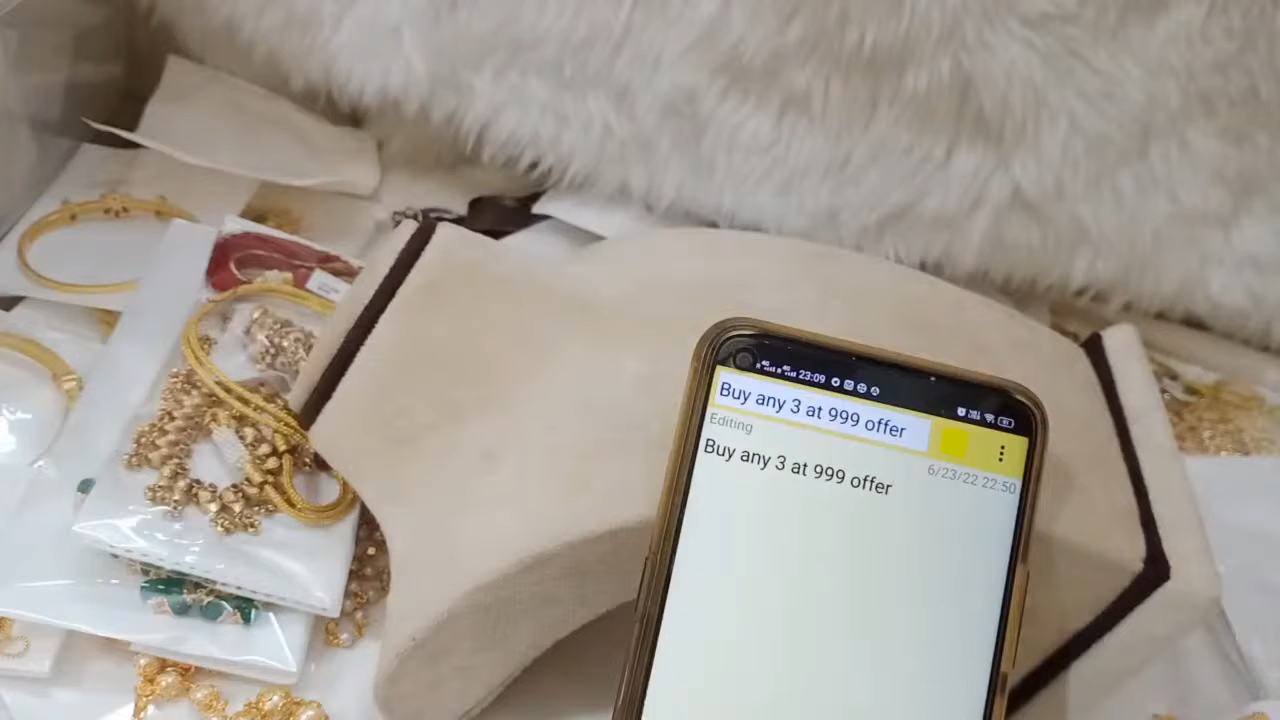 23:09
Buy any 3 at 999 offer
Editing
6/23/22 22:50
Buy any 3 at 999 offer